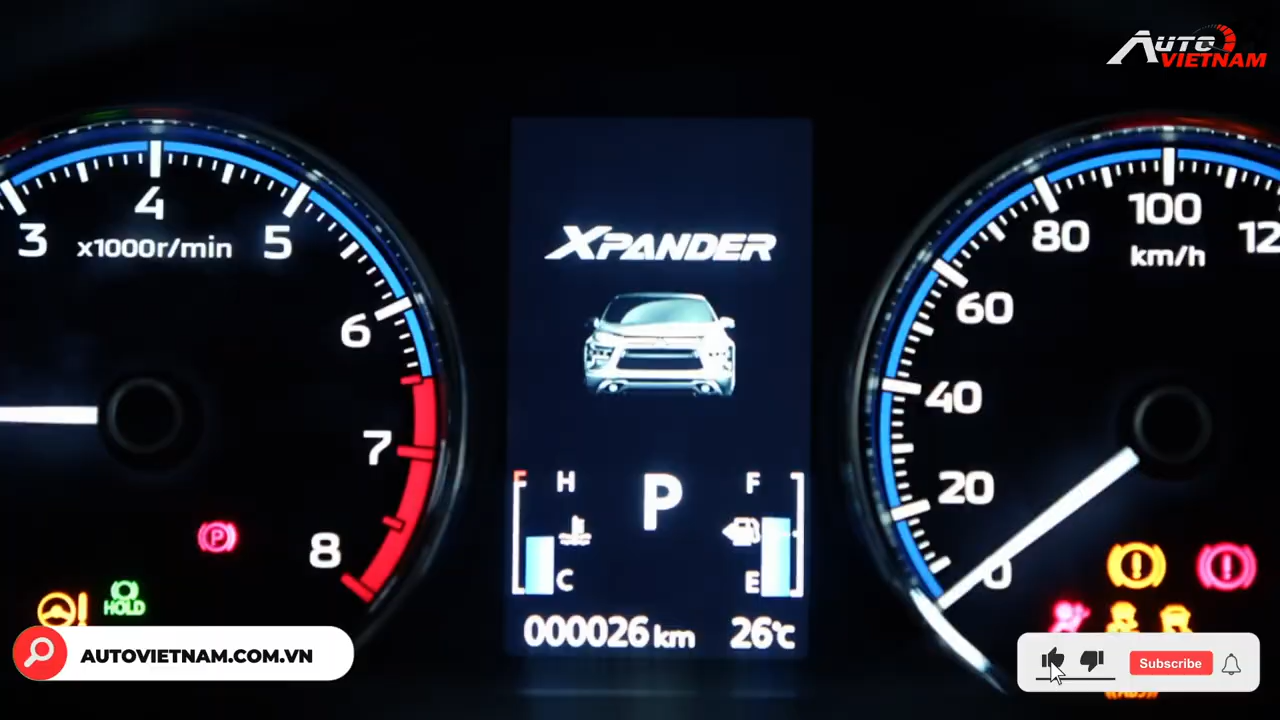 AUTO
VIETNAM
3
4
5
6
7
8
x1000r/min
P
HOLD
XPANDER
H
C
P
F
E
000026 km
26°C
0
20
40
60
80
100
km/h
AUTOVIETNAM.COM.VN
Subscribe